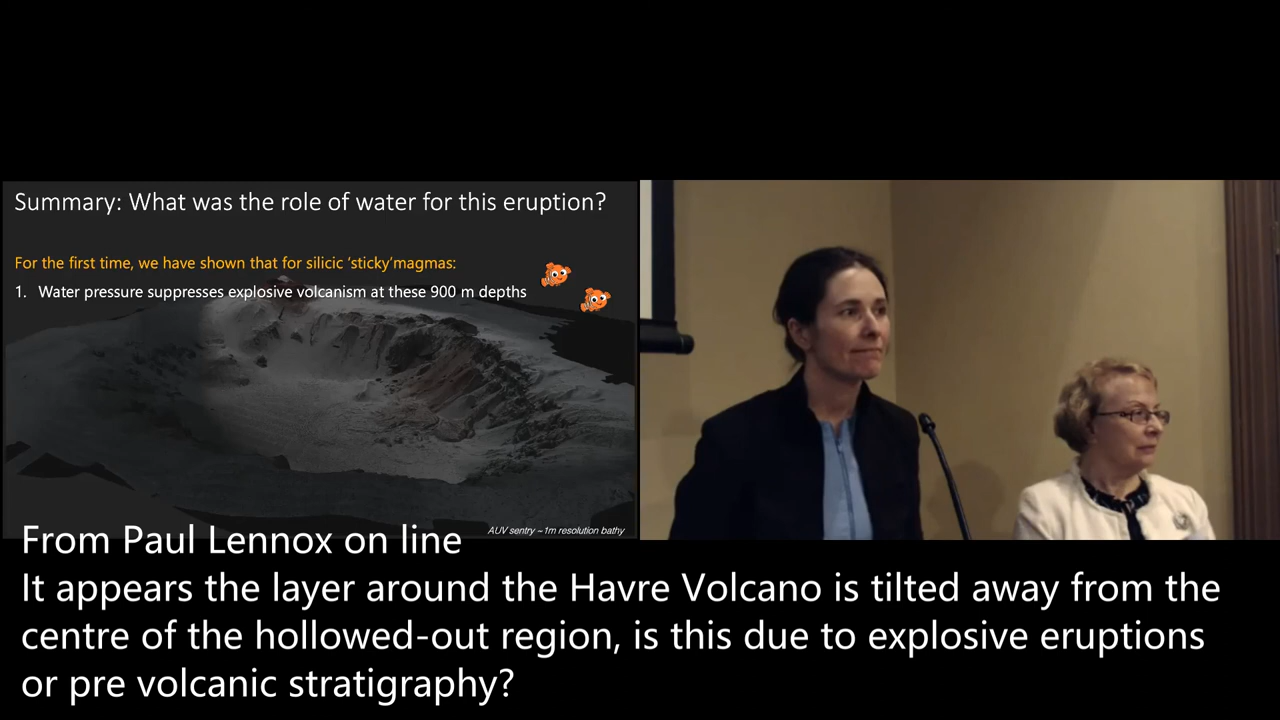 Summary: What was the role of water for this eruption?
For the first time, we have shown that for silicic 'sticky'magmas:
1. Water pressure suppresses explosive volcanism at these 900 m depths
AUV sentry ~1m resolution bathy
From Paul Lennox on line
It appears the layer around the Havre Volcano is tilted away from the
centre of the hollowed-out region, is this due to explosive eruptions
or pre volcanic stratigraphy?